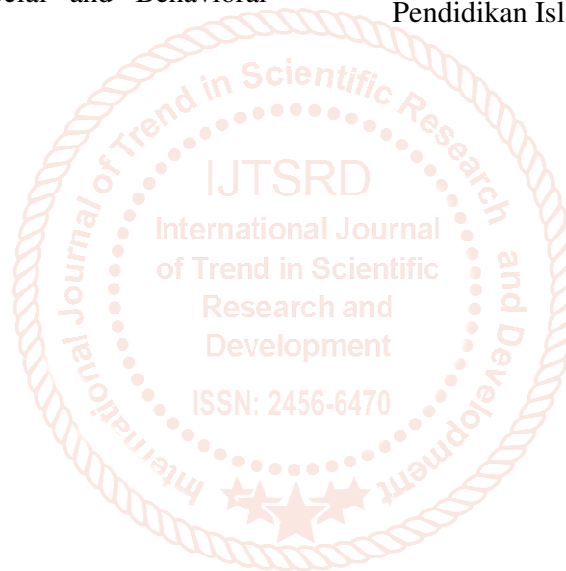 and Behavioral
Pendidikan Isl
International Journal of Trend in Scientific Research and Development
IJTSRD
International Journal
of Trend in Scientific
Research and
Development
ISSN: 2456-6470